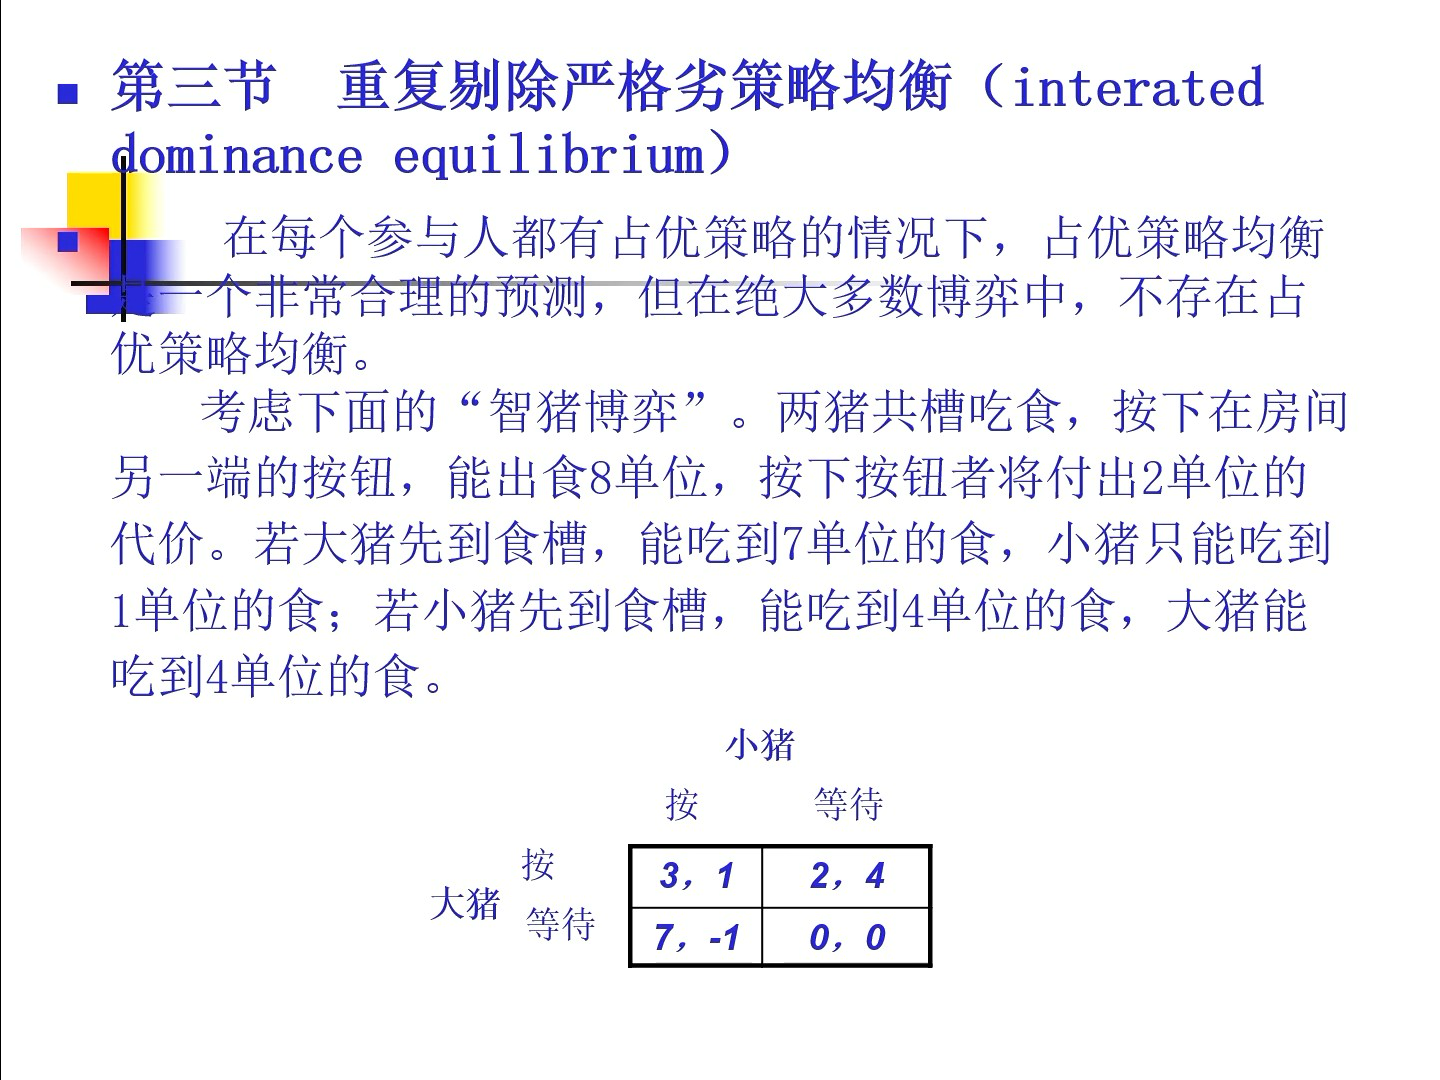 第三节　重复剔除严格劣策略均衡（interated
dominance equilibrium）
在每个参与人都有占优策略的情况下，占优策略均衡
是一个非常合理的预测，但在绝大多数博弈中，不存在占
优策略均衡。
考虑下面的“智猪博弈”。两猪共槽吃食，按下在房间
另一端的按钮，能出食8单位，按下按钮者将付出2单位的
代价。若大猪先到食槽，能吃到7单位的食，小猪只能吃到
1单位的食；若小猪先到食槽，能吃到4单位的食，大猪能
吃到4单位的食。
小猪
按 等待
大猪
按 3，1 2，4
等待 7，-1 0，0